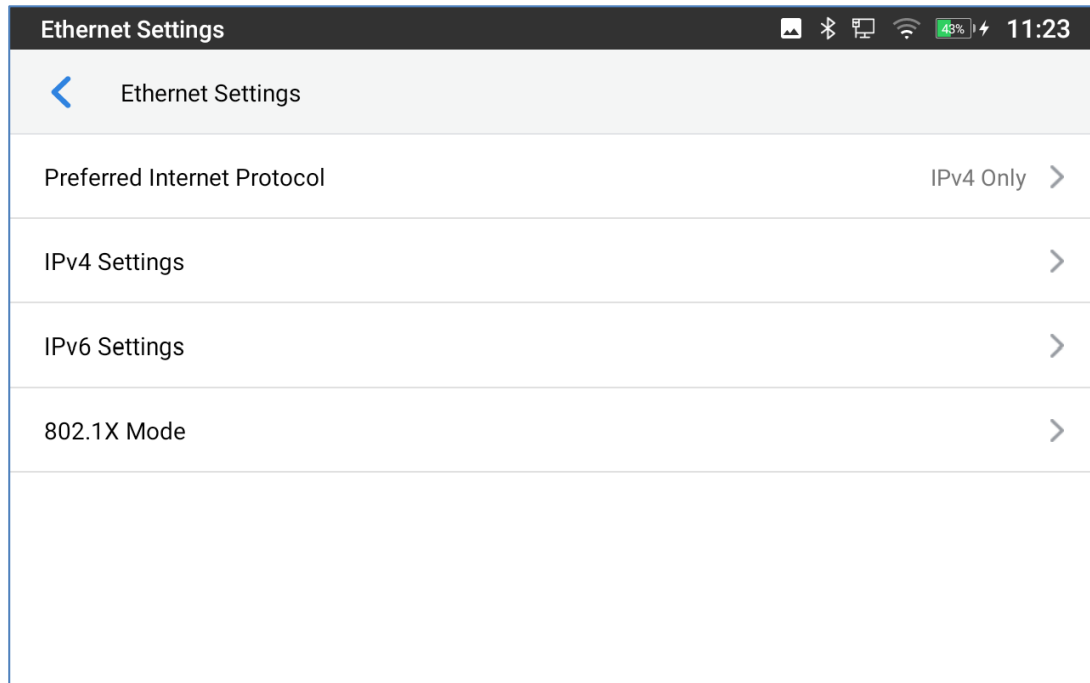 Ethernet Settings 43% 11:23
Ethernet Settings
Preferred Internet Protocol IPv4 Only
IPv4 Settings
IPv6 Settings
802.1X Mode